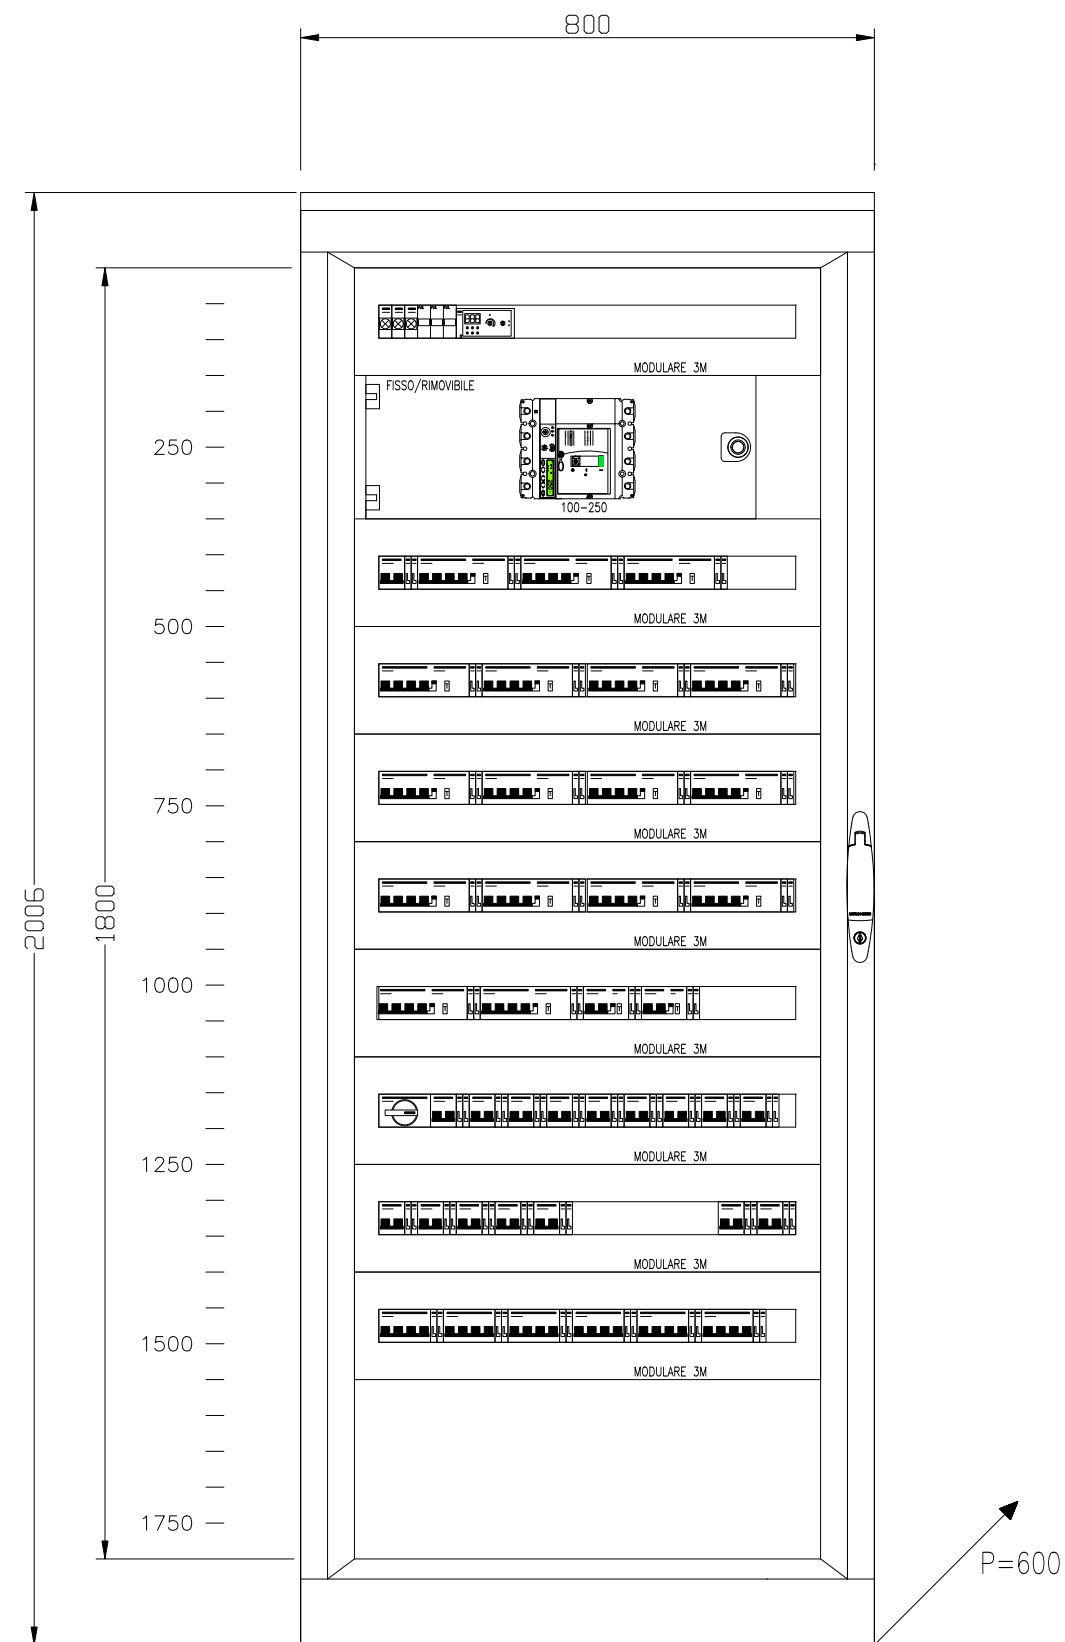 800
MODULARE 3M
FISSO/RIMOVIBILE
250
100-250
MODULARE 3M
500
MODULARE 3M
750
MODULARE 3M
2006
1800
MODULARE 3M
1000
MODULARE 3M
MODULARE 3M
1250
MODULARE 3M
1500
MODULARE 3M
1750
P=600